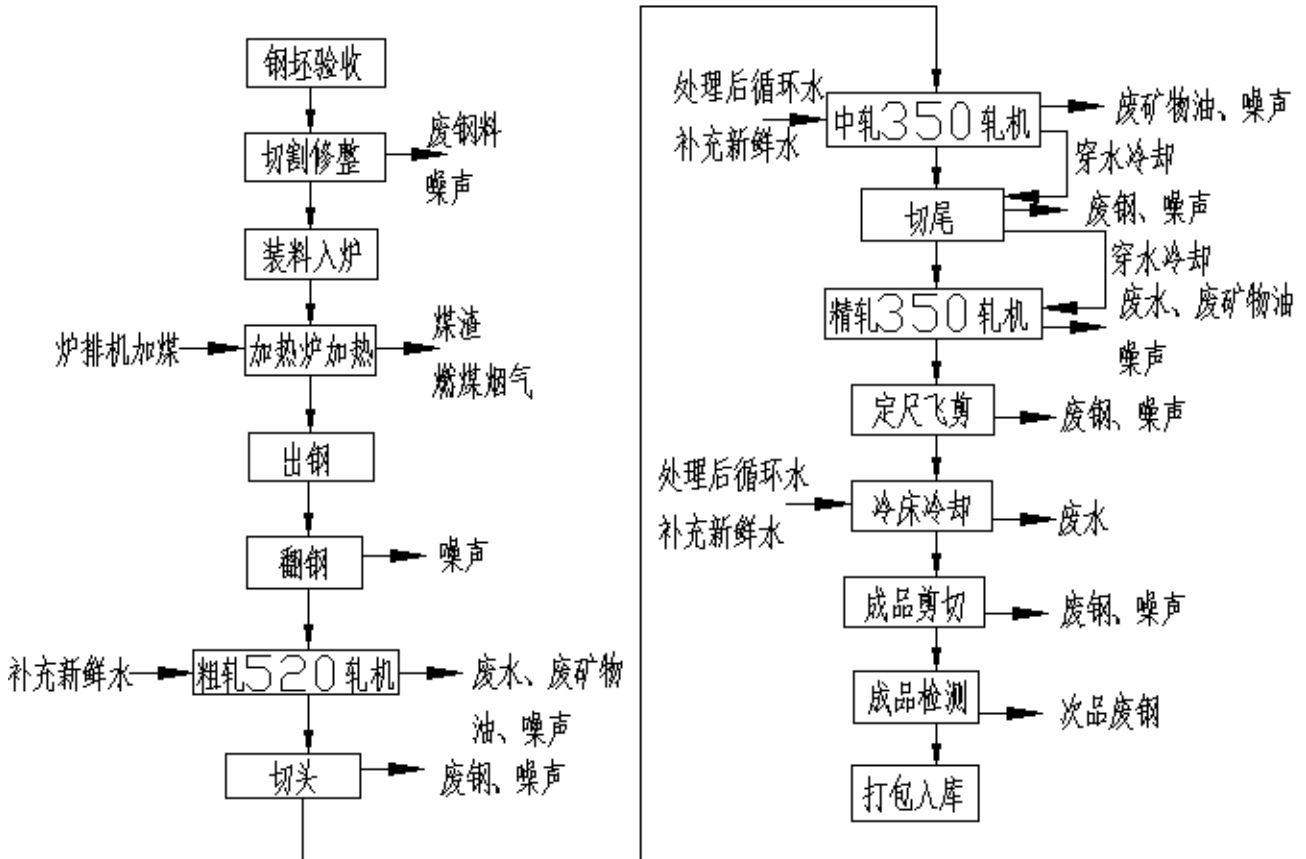 钢坯验收
切割修整
废钢料
噪声
装料入炉
炉排机加煤
加热炉加热
煤渣
燃煤烟气
出钢
翻钢
噪声
补充新鲜水
粗轧520轧机
废水、废矿物
油、噪声
切头
废钢、噪声
处理后循环水
补充新鲜水
中轧350轧机
废矿物油、噪声
穿水冷却
切尾
废钢、噪声
穿水冷却
精轧350轧机
废水、废矿物油
噪声
定尺飞剪
废钢、噪声
处理后循环水
补充新鲜水
冷床冷却
废水
成品剪切
废钢、噪声
成品检测
次品废钢
打包入库